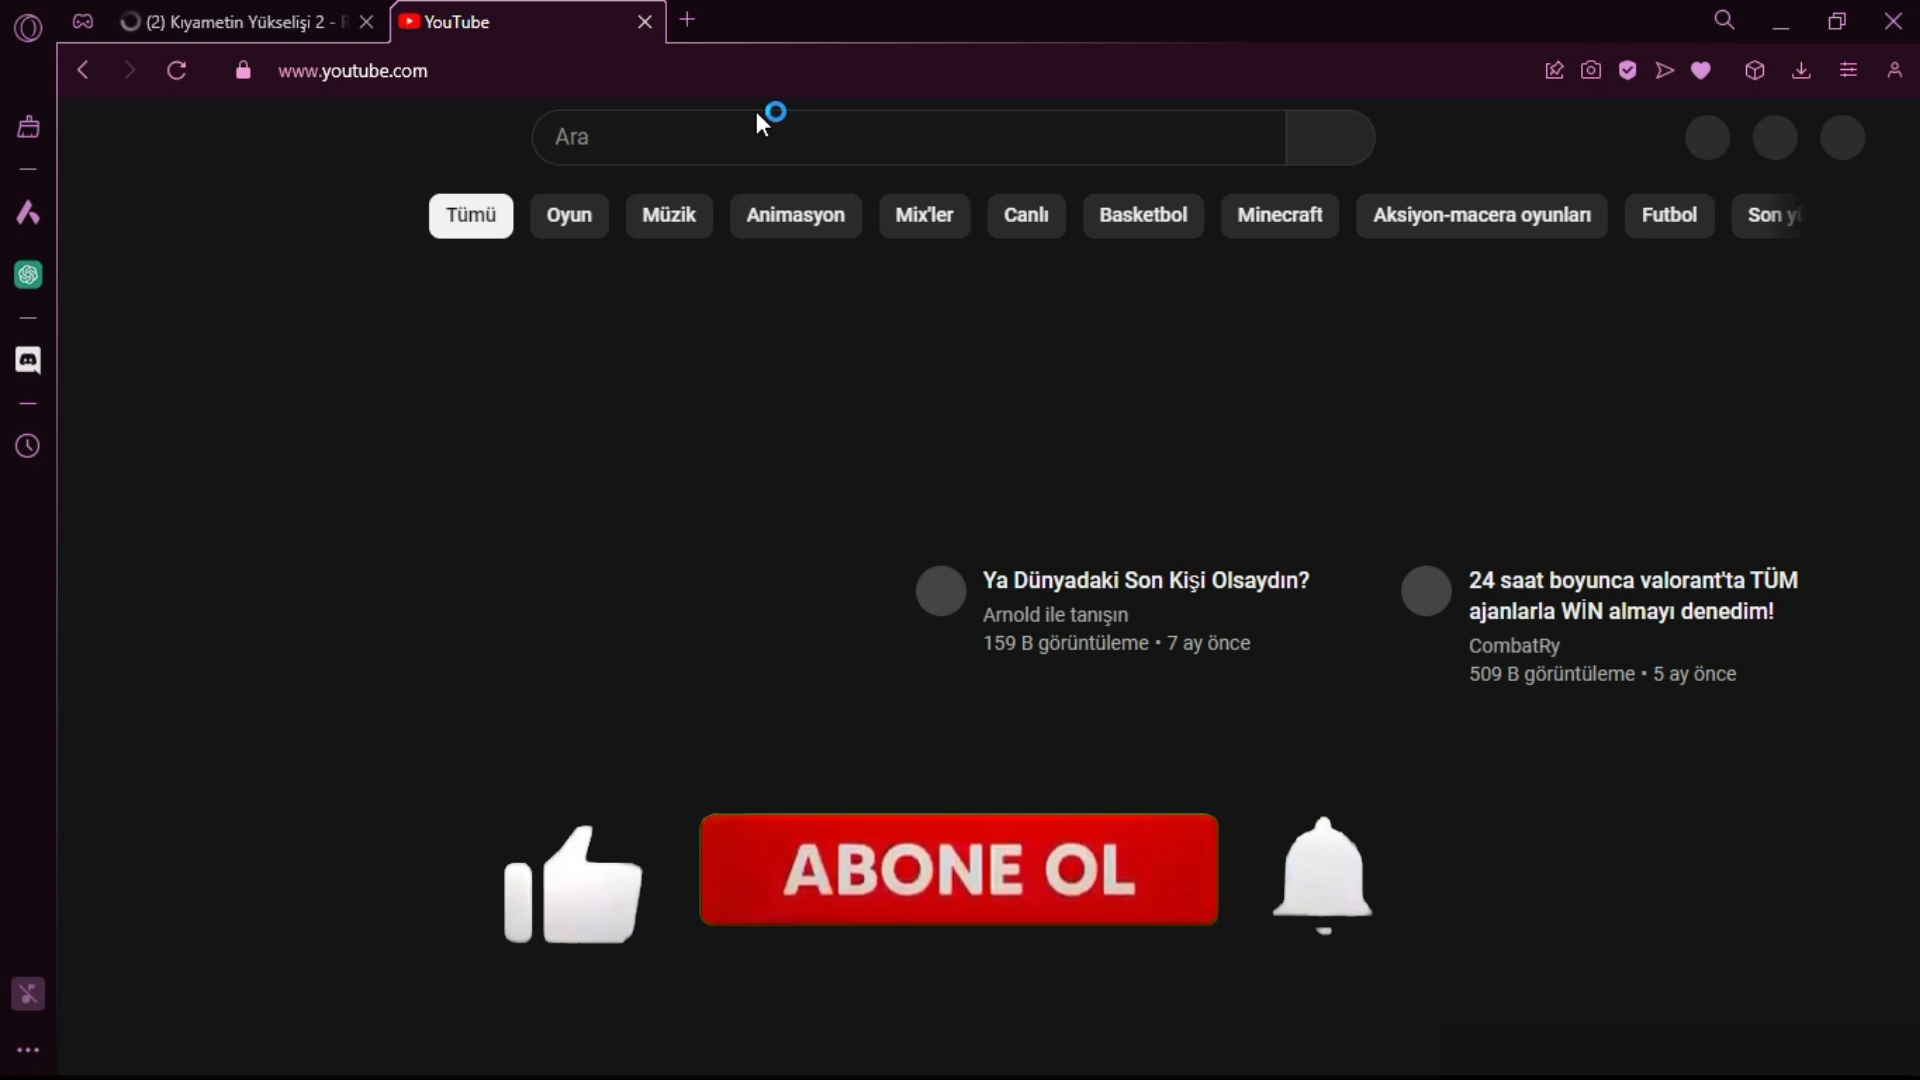 (2) Kıyametin Yükselişi 2 -
YouTube
www.youtube.com
Ara
Tümü
Oyun
Müzik
Animasyon
Mix'ler
Canlı
Basketbol
Minecraft
Aksiyon-macera oyunları
Futbol
Son
Ya Dünyadaki Son Kişi Olsaydın?
Arnold ile tanışın
159 B görüntüleme • 7 ay önce
24 saat boyunca valorant'ta TÜM
ajanlarla WİN almayı denedim!
CombatRy
509 B görüntüleme • 5 ay önce
ABONE OL